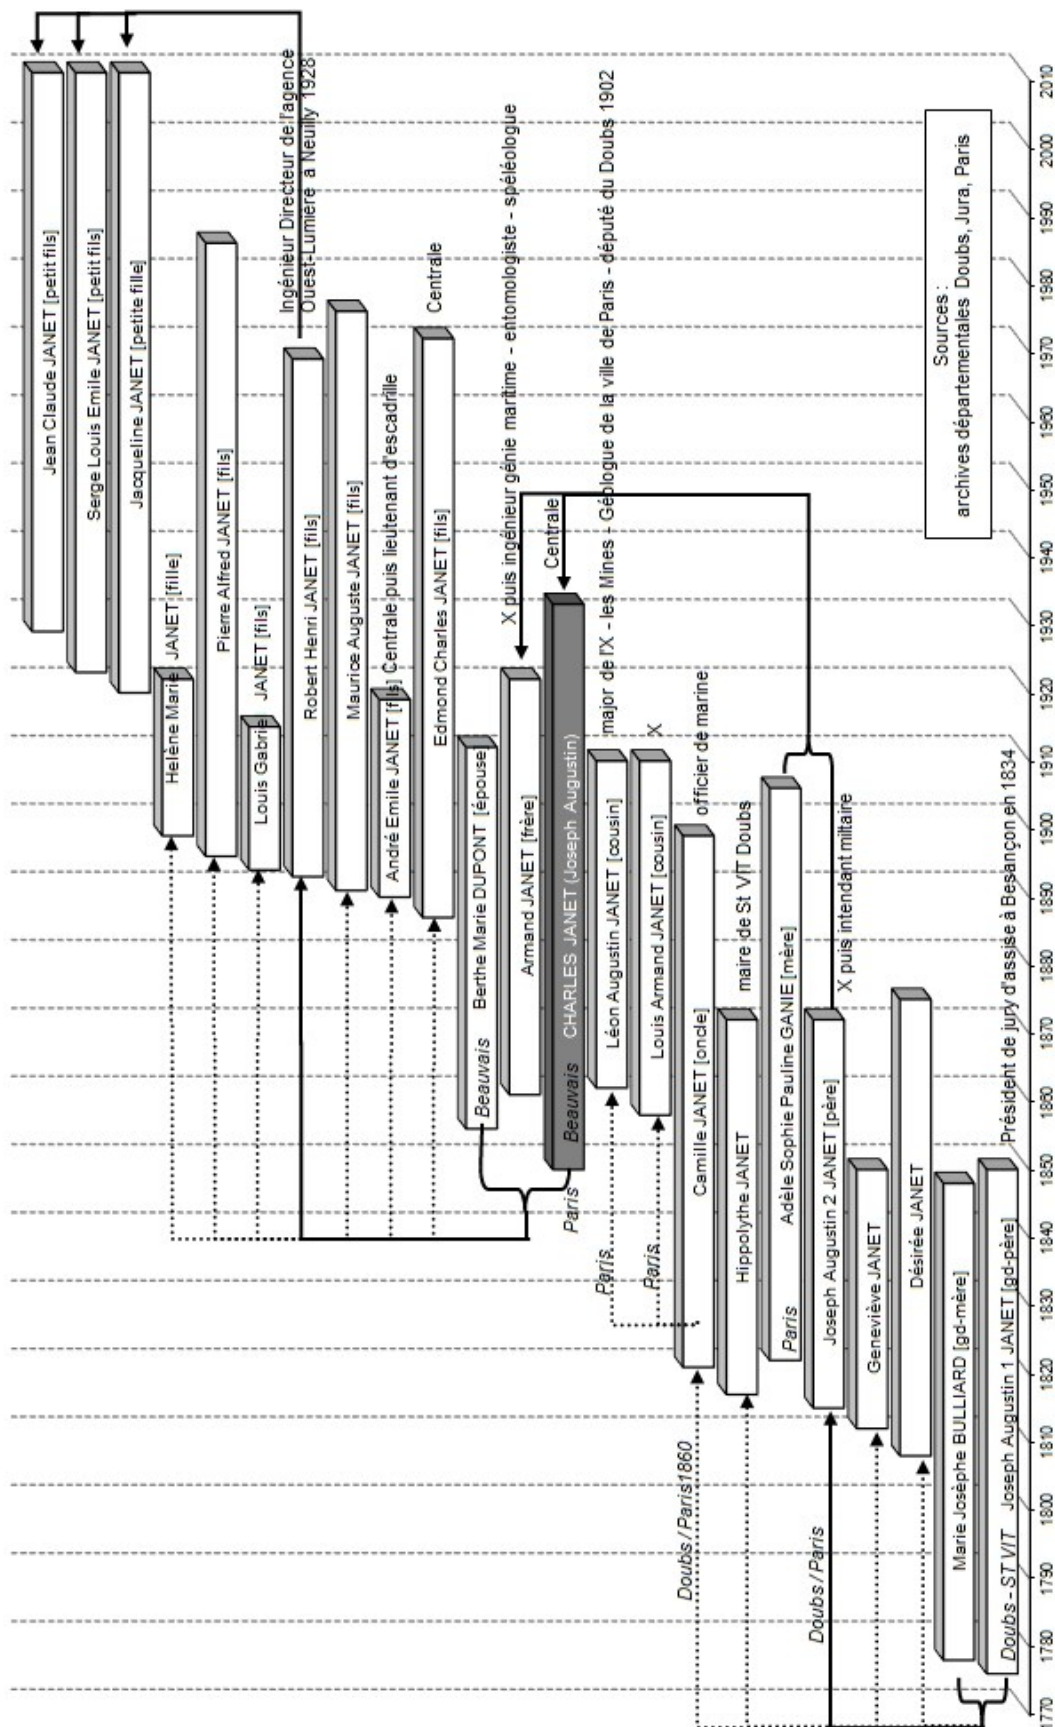 Jean Claude JANET [petit fils]
Serge Louis Emile JANET [petit fils]
Jacqueline JANET [petite fille]
Helène Marie JANET [fille]
Pierre Alfred JANET [fils]
Louis Gabriel JANET [fils]
Ingénieur Directeur de l'agence
Ouest-Lumière à Neuilly 1928
Robert Henri JANET [fils]
Maurice Auguste JANET [fils]
André Emile JANET [fils] Centrale puis lieutenant d'escadrille
Edmond Charles JANET [fils]
Centrale
Beauvais Berthe Marie DUPONT [épouse]
Armand JANET [frère]
X puis ingénieur génie maritime - entomologiste - spéléologue
Paris
Beauvais CHARLES JANET (Joseph Augustin)
Centrale
Paris
Léon Augustin JANET [cousin]
major de l'X - les Mines - Géologue de la ville de Paris - député du Doubs 1902
Paris
Louis Armand JANET [cousin]
X
Doubs / Paris1860
Camille JANET [oncle]
officier de marine
Hippolythe JANET
maire de St VIT Doubs
Paris Adèle Sophie Pauline GANIE [mère]
Doubs / Paris
Joseph Augustin 2 JANET [père]
X puis intendant miltaire
Geneviève JANET
Désirée JANET
Marie Josèphe BULLIARD [gd-mère]
Doubs - ST VIT Joseph Augustin 1 JANET [gd-père]
Président de jury d'assise à Besançon en 1834
Sources :
archives départementales Doubs, Jura, Paris
1770 1780 1790 1800 1810 1820 1830 1840 1850 1860 1870 1880 1890 1900 1910 1920 1930 1940 1950 1960 1970 1980 1990 2000 2010